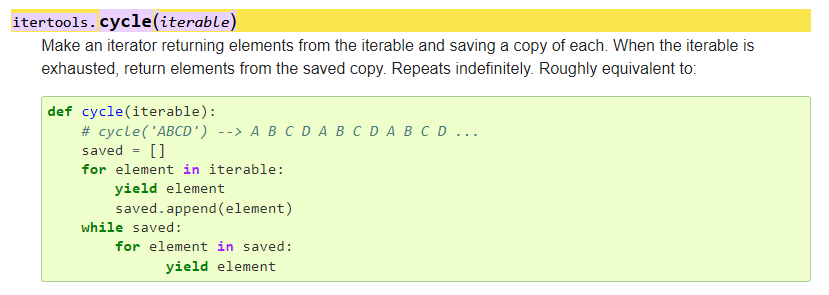 itertools.cycle(iterable)
Make an iterator returning elements from the iterable and saving a copy of each. When the iterable is
exhausted, return elements from the saved copy. Repeats indefinitely. Roughly equivalent to:
def cycle(iterable):
    # cycle('ABCD') --> A B C D A B C D A B C D ...
    saved = []
    for element in iterable:
        yield element
        saved.append(element)
    while saved:
        for element in saved:
              yield element